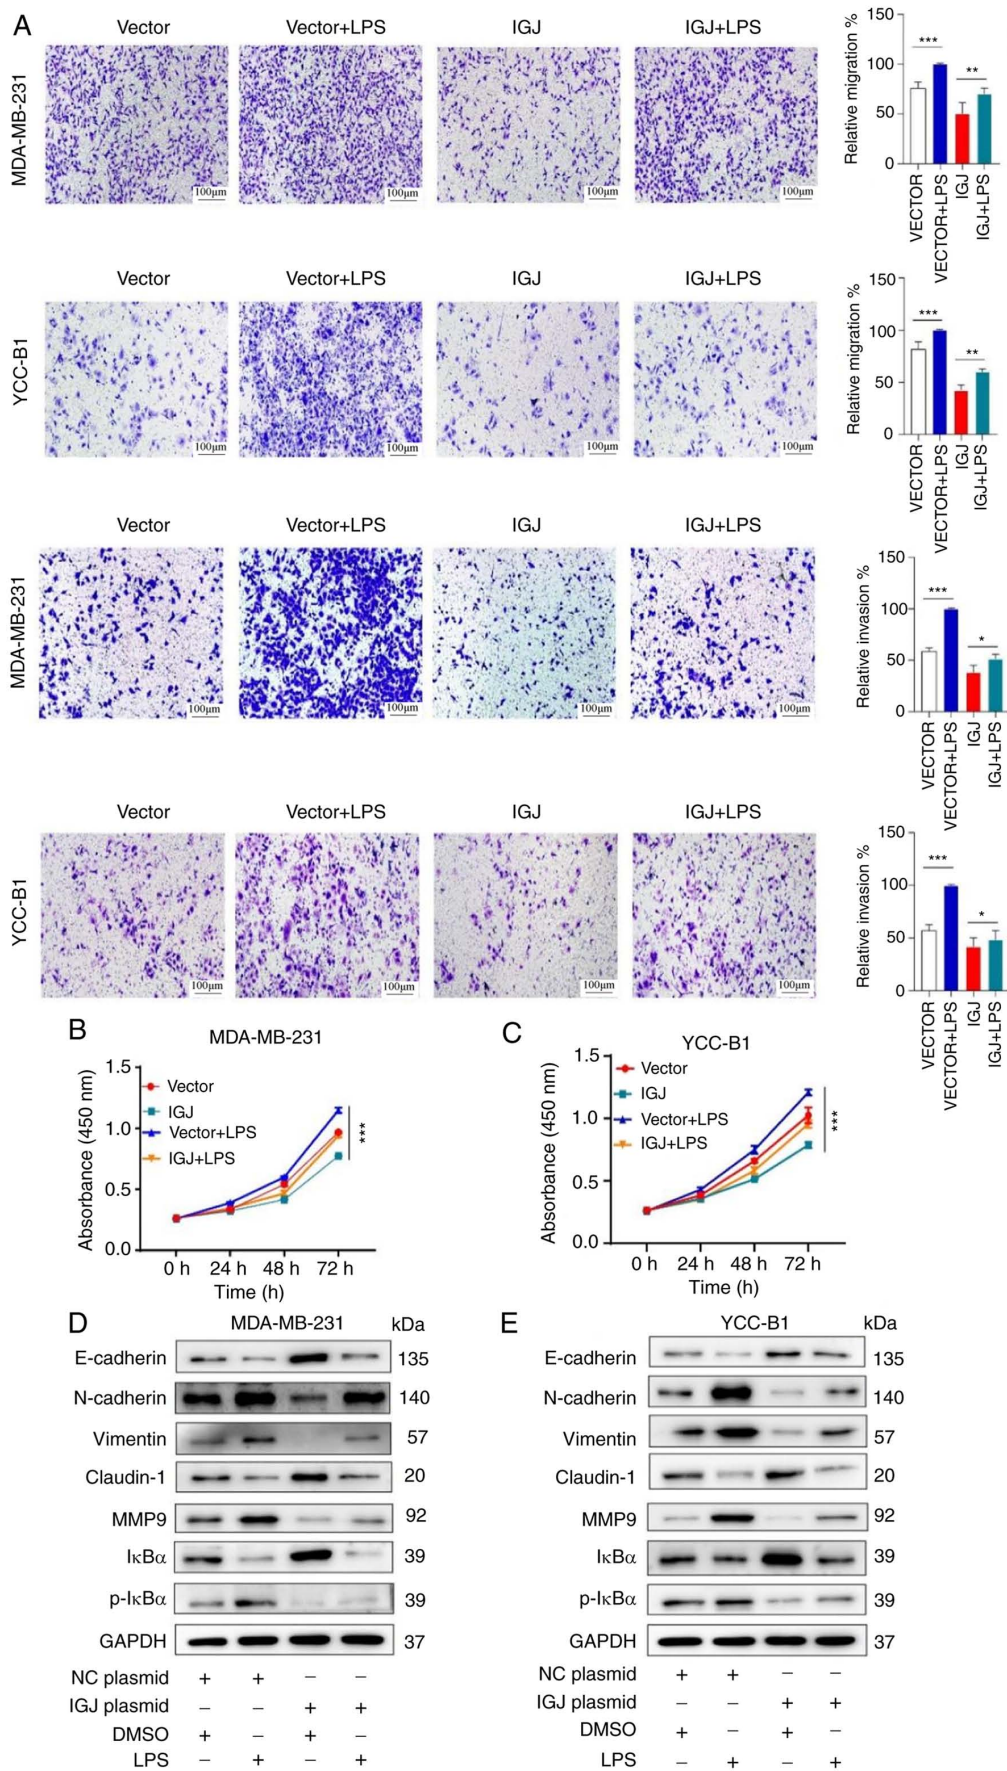 A
Vector Vector+LPS IGJ IGJ+LPS
MDA-MB-231
100μm 100μm 100μm 100μm
Relative migration %
150
100
50
0
*** **
VECTOR VECTOR+LPS IGJ IGJ+LPS
Vector Vector+LPS IGJ IGJ+LPS
YCC-B1
100μm 100μm 100μm 100μm
Relative migration %
150
100
50
0
*** **
VECTOR VECTOR+LPS IGJ IGJ+LPS
Vector Vector+LPS IGJ IGJ+LPS
MDA-MB-231
100μm 100μm 100μm 100μm
Relative invasion %
150
100
50
0
*** *
VECTOR VECTOR+LPS IGJ IGJ+LPS
Vector Vector+LPS IGJ IGJ+LPS
YCC-B1
100μm 100μm 100μm 100μm
Relative invasion %
150
100
50
0
*** *
VECTOR VECTOR+LPS IGJ IGJ+LPS
B
MDA-MB-231
Absorbance (450 nm)
1.5
1.0
0.5
0.0
Vector
IGJ
Vector+LPS
IGJ+LPS
***
0 h 24 h 48 h 72 h
Time (h)
C
YCC-B1
Absorbance (450 nm)
1.5
1.0
0.5
0.0
Vector
IGJ
Vector+LPS
IGJ+LPS
***
0 h 24 h 48 h 72 h
Time (h)
D
MDA-MB-231 kDa
E-cadherin 135
N-cadherin 140
Vimentin 57
Claudin-1 20
MMP9 92
IκBα 39
p-IκBα 39
GAPDH 37
NC plasmid + + − −
IGJ plasmid − − + +
DMSO + − + −
LPS − + − +
E
YCC-B1 kDa
E-cadherin 135
N-cadherin 140
Vimentin 57
Claudin-1 20
MMP9 92
IκBα 39
p-IκBα 39
GAPDH 37
NC plasmid + + − −
IGJ plasmid − − + +
DMSO + − + −
LPS − + − +